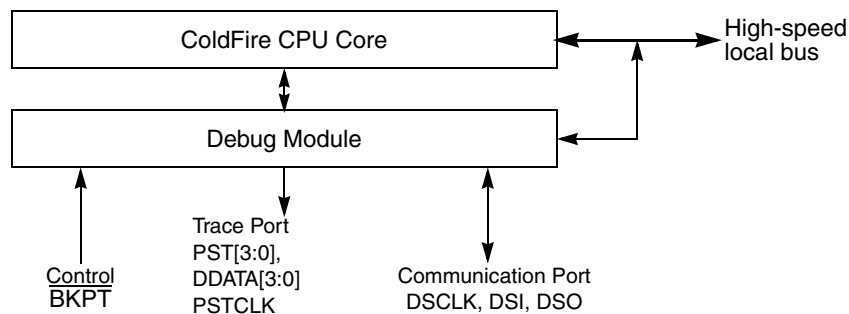 ColdFire CPU Core
High-speed
local bus
Debug Module
Control
BKPT
Trace Port
PST[3:0],
DDATA[3:0]
PSTCLK
Communication Port
DSCLK, DSI, DSO